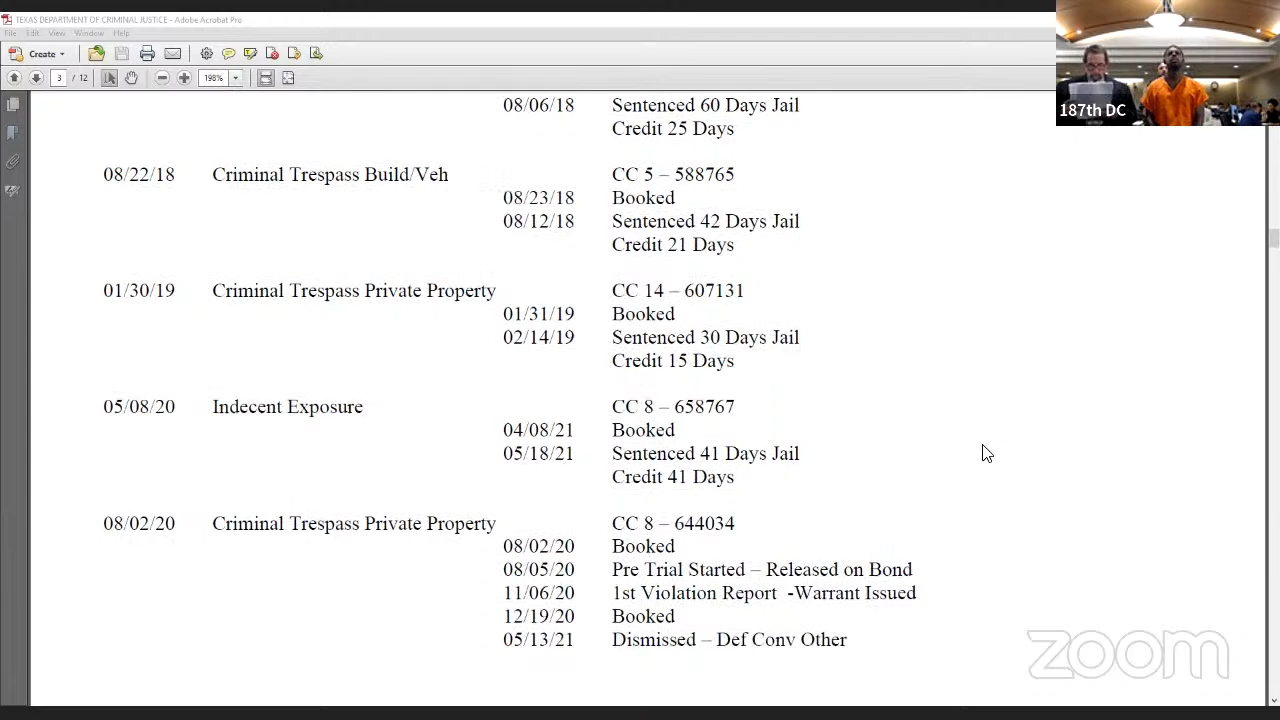 TEXAS DEPARTMENT OF CRIMINAL JUSTICE - Adobe Acrobat Pro
File Edit View Window Help
Create
3 / 12 198%
187th DC
08/06/18 Sentenced 60 Days Jail
Credit 25 Days
08/22/18 Criminal Trespass Build/Veh CC 5 – 588765
08/23/18 Booked
08/12/18 Sentenced 42 Days Jail
Credit 21 Days
01/30/19 Criminal Trespass Private Property CC 14 – 607131
01/31/19 Booked
02/14/19 Sentenced 30 Days Jail
Credit 15 Days
05/08/20 Indecent Exposure CC 8 – 658767
04/08/21 Booked
05/18/21 Sentenced 41 Days Jail
Credit 41 Days
08/02/20 Criminal Trespass Private Property CC 8 – 644034
08/02/20 Booked
08/05/20 Pre Trial Started – Released on Bond
11/06/20 1st Violation Report -Warrant Issued
12/19/20 Booked
05/13/21 Dismissed – Def Conv Other
zoom